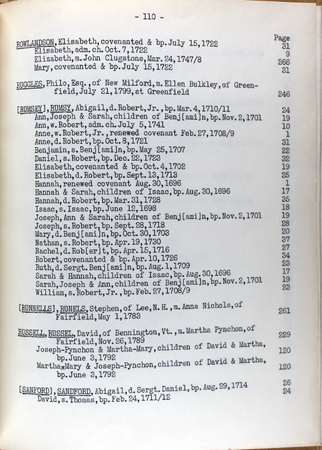 - 110 -
Page
ROWLANDSON, Elisabeth, covenanted & bp.July 15,1722 31
Elisabeth, adm.ch.Oct.7,1722 9
Elisabeth,m.John Clugstone,Mar.24,1747/8 266
Mary,covenanted & bp.July 15,1722 31
RUGGLES, Philo,Esq.,of New Milford,m.Ellen Bulkley,of Green-
field,July 21,1799,at Greenfield 246
[RUMSEY], RUMSY, Abigail,d.Robert,Jr.,bp.Mar.4,1710/11 24
Ann,Joseph & Sarah,children of Benj[ami]n,bp.Nov.2,1701 19
Ann,w.Robert,adm.ch.July 5,1741 10
Anne,w.Robert,Jr.,renewed covenant Feb.27,1708/9 1
Anne,d.Robert,bp.Oct.8,1721 31
Benjamin,s.Benj[ami]n,bp.May 25,1707 22
Daniel,s.Robert,bp.Dec.22,1723 32
Elisabeth,covenanted & bp.Oct.4,1702 19
Elisabeth,d.Robert,bp.Sept.13,1713 25
Hannah,renewed covenant Aug.30,1696 1
Hannah & Sarah,children of Isaac,bp.Aug.30,1696 17
Hannah,d.Robert,bp.Mar.31,1728 35
Isaac,s.Isaac,bp.June 12,1698 18
Joseph,Ann & Sarah,children of Benj[ami]n,bp.Nov.2,1701 19
Joseph,s.Robert,bp.Sept.28,1718 28
Mary,d.Benj[ami]n,bp.Oct.30,1703 20
Nathan,s.Robert,bp.Apr.19,1730 37
Rachel,d.Rob[er]t,bp.Apr.15,1716 27
Robert,covenanted & bp.Apr.10,1726 34
Ruth,d.Sergt.Benj[ami]n,bp.Aug.1,1709 23
Sarah & Hannah,children of Isaac,bp.Aug.30,1696 17
Sarah,Joseph & Ann,children of Benj[ami]n,bp.Nov.2,1701 19
William,s.Robert,Jr.,bp.Feb.27,1708/9 23
[RUNNELLS], RUNELS, Stephen,of Lee,N.H.,m.Anna Nichols,of
Fairfield,May 1,1783 261
RUSSELL, RUSSEL, David,of Bennington,Vt.,m.Martha Pynchon,of
Fairfield,Nov.26,1789 229
Joseph-Pynchon & Martha-Mary,children of David & Martha,
bp.June 3,1792 120
Martha-Mary & Joseph-Pynchon,children of David & Martha,
bp.June 3,1792 120
[SANFORD], SANDFORD, Abigail,d.Sergt.Daniel,bp.Aug.29,1714 26
David,s.Thomas,bp.Feb.24,1711/12 24